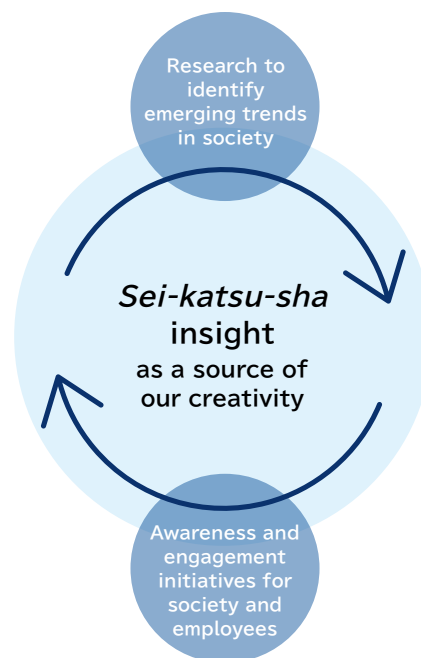 Research to
identify
emerging trends
in society
Sei-katsu-sha
insight
as a source of
our creativity
Awareness and
engagement
initiatives for
society and
employees